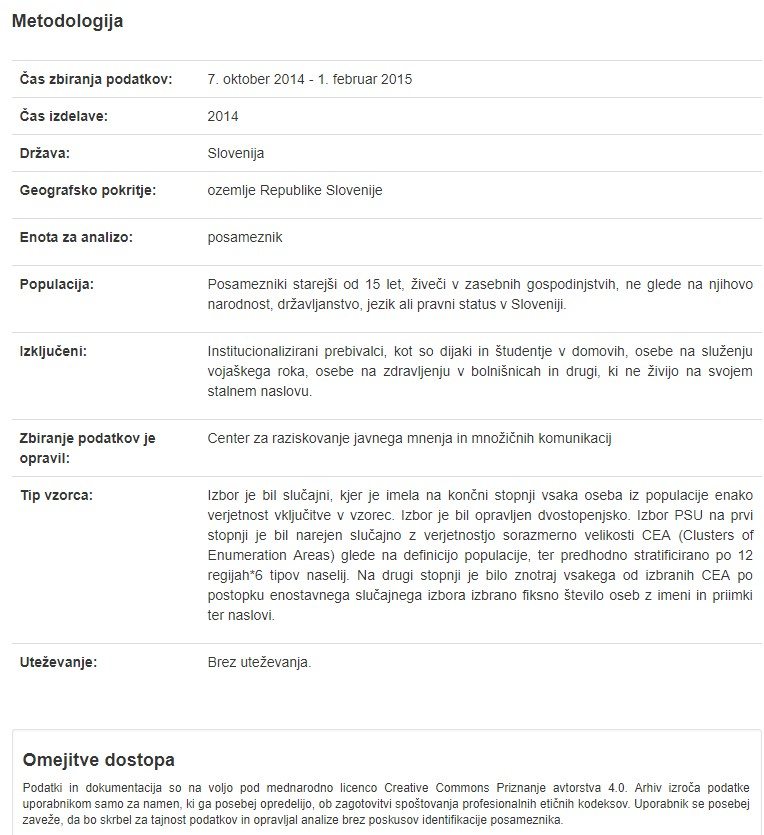 Metodologija
Čas zbiranja podatkov: 7. oktober 2014 - 1. februar 2015
Čas izdelave: 2014
Država: Slovenija
Geografsko pokritje: ozemlje Republike Slovenije
Enota za analizo: posameznik
Populacija: Posamezniki starejši od 15 let, živeči v zasebnih gospodinjstvih, ne glede na njihovo
narodnost, državljanstvo, jezik ali pravni status v Sloveniji.
Izključeni: Institucionalizirani prebivalci, kot so dijaki in študentje v domovih, osebe na služenju
vojaškega roka, osebe na zdravljenju v bolnišnicah in drugi, ki ne živijo na svojem
stalnem naslovu.
Zbiranje podatkov je
opravil:
Center za raziskovanje javnega mnenja in množičnih komunikacij
Tip vzorca: Izbor je bil slučajni, kjer je imela na končni stopnji vsaka oseba iz populacije enako
verjetnost vključitve v vzorec. Izbor je bil opravljen dvostopenjsko. Izbor PSU na prvi
stopnji je bil narejen slučajno z verjetnostjo sorazmerno velikosti CEA (Clusters of
Enumeration Areas) glede na definicijo populacije, ter predhodno stratificirano po 12
regijah*6 tipov naselij. Na drugi stopnji je bilo znotraj vsakega od izbranih CEA po
postopku enostavnega slučajnega izbora izbrano fiksno število oseb z imeni in priimki
ter naslovi.
Uteževanje: Brez uteževanja.
Omejitve dostopa
Podatki in dokumentacija so na voljo pod mednarodno licenco Creative Commons Priznanje avtorstva 4.0. Arhiv izroča podatke
uporabnikom samo za namen, ki ga posebej opredelijo, ob zagotovitvi spoštovanja profesionalnih etičnih kodeksov. Uporabnik se posebej
zaveže, da bo skrbel za tajnost podatkov in opravljal analize brez poskusov identifikacije posameznika.